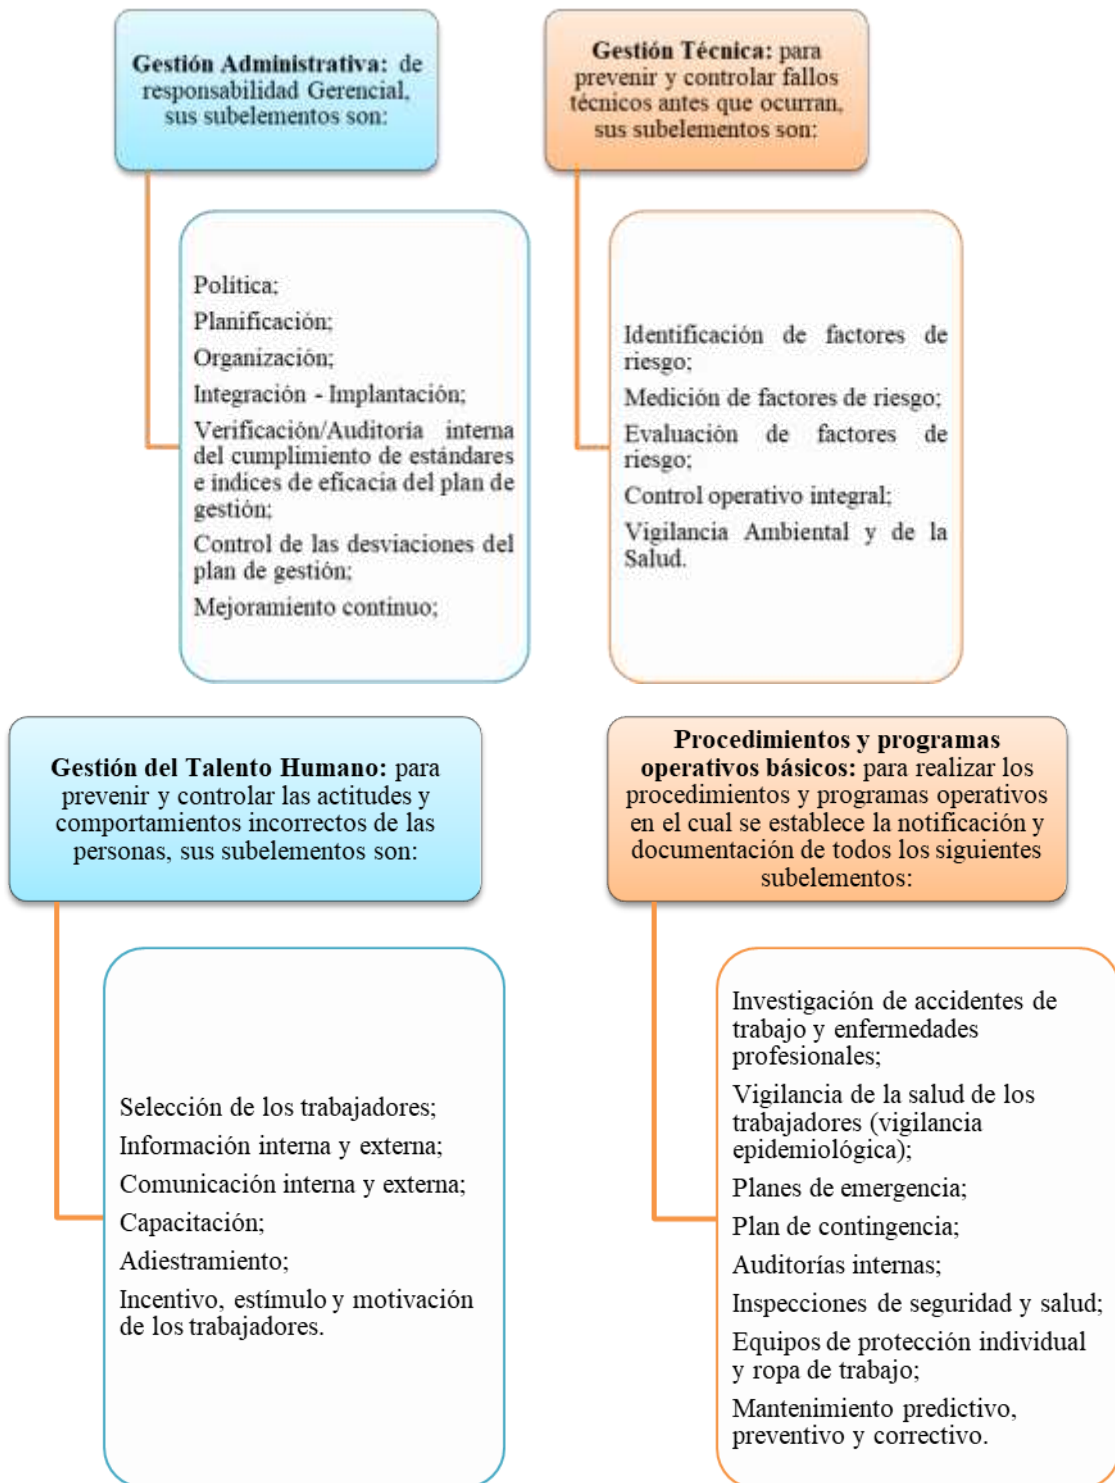 Gestión Administrativa: de
responsabilidad Gerencial,
sus subelementos son:
Política;
Planificación;
Organización;
Integración - Implantación;
Verificación/Auditoría interna
del cumplimiento de estándares
e índices de eficacia del plan de
gestión;
Control de las desviaciones del
plan de gestión;
Mejoramiento continuo;
Gestión Técnica: para
prevenir y controlar fallos
técnicos antes que ocurran,
sus subelementos son:
Identificación de factores de
riesgo;
Medición de factores de riesgo;
Evaluación de factores de
riesgo;
Control operativo integral;
Vigilancia Ambiental y de la
Salud.
Gestión del Talento Humano: para
prevenir y controlar las actitudes y
comportamientos incorrectos de las
personas, sus subelementos son:
Selección de los trabajadores;
Información interna y externa;
Comunicación interna y externa;
Capacitación;
Adiestramiento;
Incentivo, estímulo y motivación
de los trabajadores.
Procedimientos y programas
operativos básicos: para realizar los
procedimientos y programas operativos
en el cual se establece la notificación y
documentación de todos los siguientes
subelementos:
Investigación de accidentes de
trabajo y enfermedades
profesionales;
Vigilancia de la salud de los
trabajadores (vigilancia
epidemiológica);
Planes de emergencia;
Plan de contingencia;
Auditorías internas;
Inspecciones de seguridad y salud;
Equipos de protección individual
y ropa de trabajo;
Mantenimiento predictivo,
preventivo y correctivo.